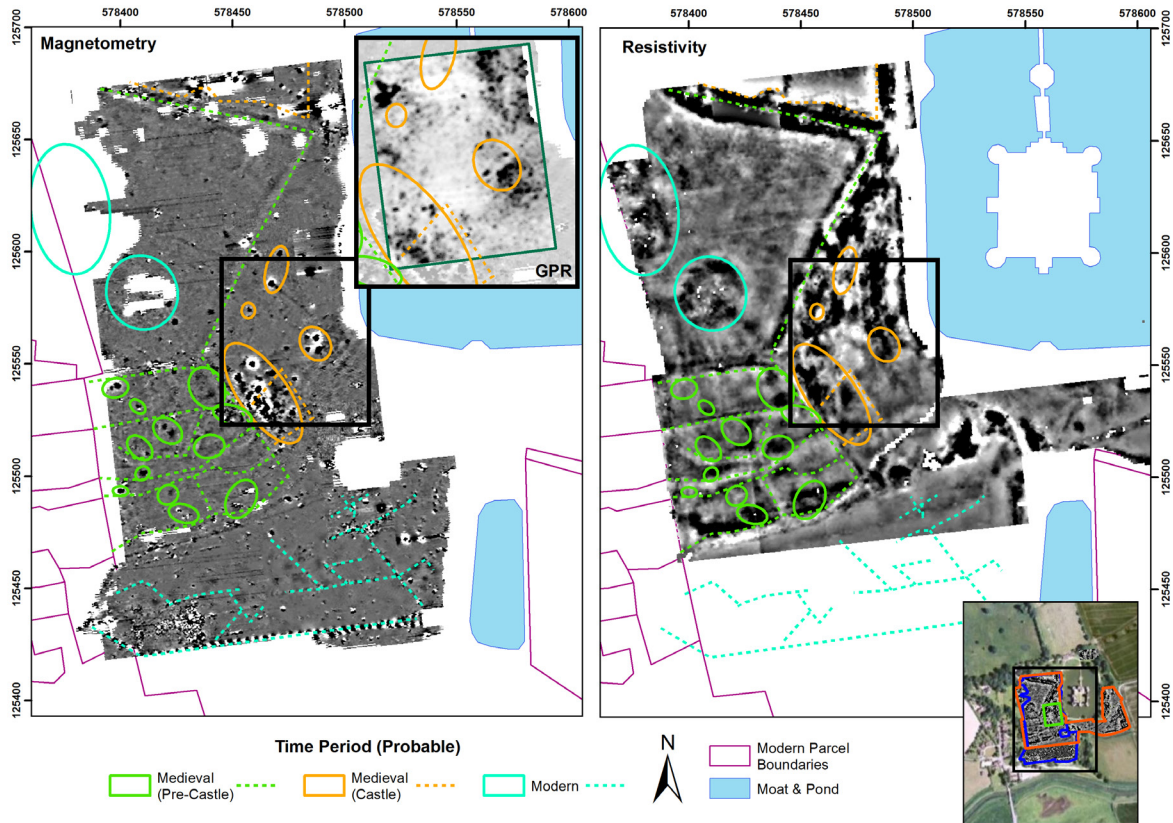 578400 578450 578500 578550 578600
578400 578450 578500 578550 578600
125700
125650
125600
125550
125500
125450
125400
Magnetometry
GPR
Resistivity
125700
125650
125600
125550
125500
125450
125400
Time Period (Probable)
Medieval
(Pre-Castle)
Medieval
(Castle)
Modern
N
Modern Parcel
Boundaries
Moat & Pond